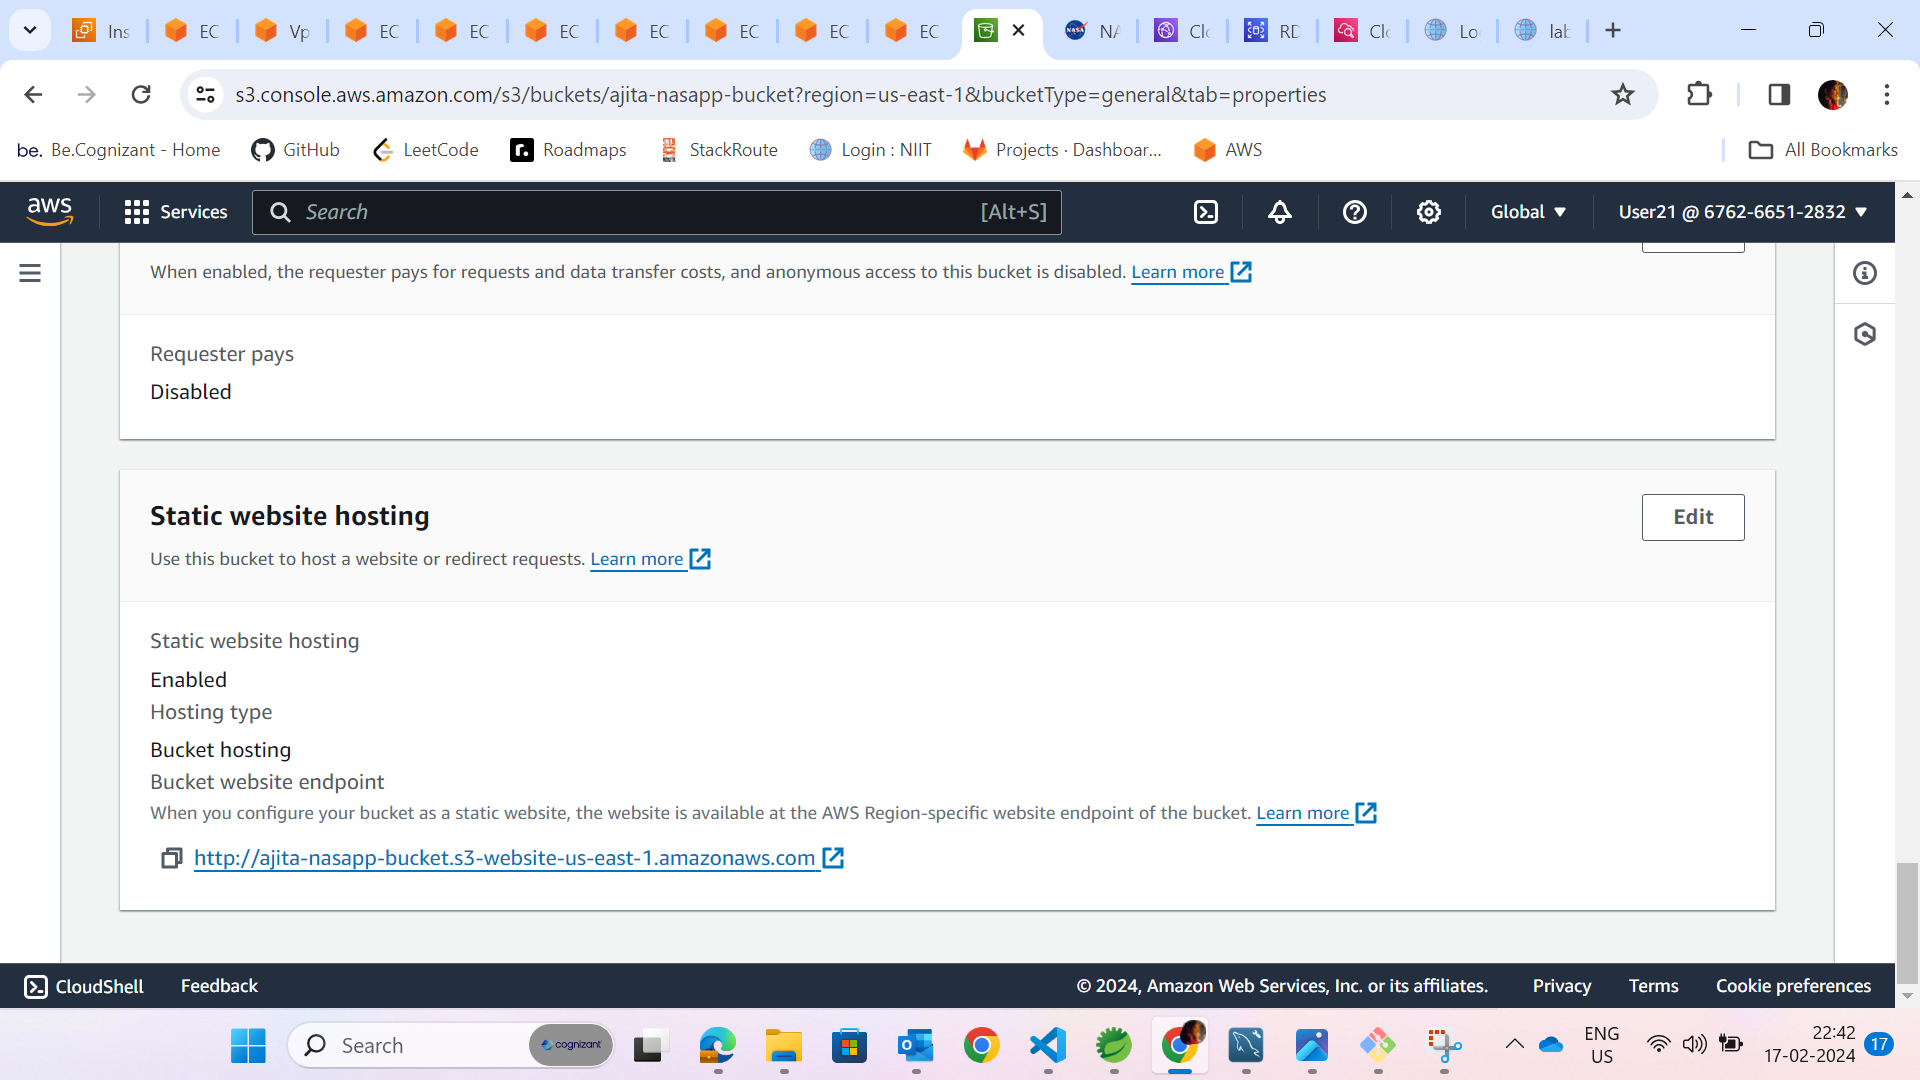 Ins
EC
Vp
EC
EC
EC
EC
EC
EC
EC
NA
Clo
RD
Clo
Lo
lab
s3.console.aws.amazon.com/s3/buckets/ajita-nasapp-bucket?region=us-east-1&bucketType=general&tab=properties
be. Be.Cognizant - Home
GitHub
LeetCode
r. Roadmaps
StackRoute
Login : NIIT
Projects · Dashboar...
AWS
All Bookmarks
aws
Services
Search
[Alt+S]
Global
User21 @ 6762-6651-2832
When enabled, the requester pays for requests and data transfer costs, and anonymous access to this bucket is disabled. Learn more
Requester pays
Disabled
Static website hosting
Edit
Use this bucket to host a website or redirect requests. Learn more
Static website hosting
Enabled
Hosting type
Bucket hosting
Bucket website endpoint
When you configure your bucket as a static website, the website is available at the AWS Region-specific website endpoint of the bucket. Learn more
http://ajita-nasapp-bucket.s3-website-us-east-1.amazonaws.com
CloudShell
Feedback
© 2024, Amazon Web Services, Inc. or its affiliates.
Privacy
Terms
Cookie preferences
Search
cognizant
ENG
US
22:42
17-02-2024
17